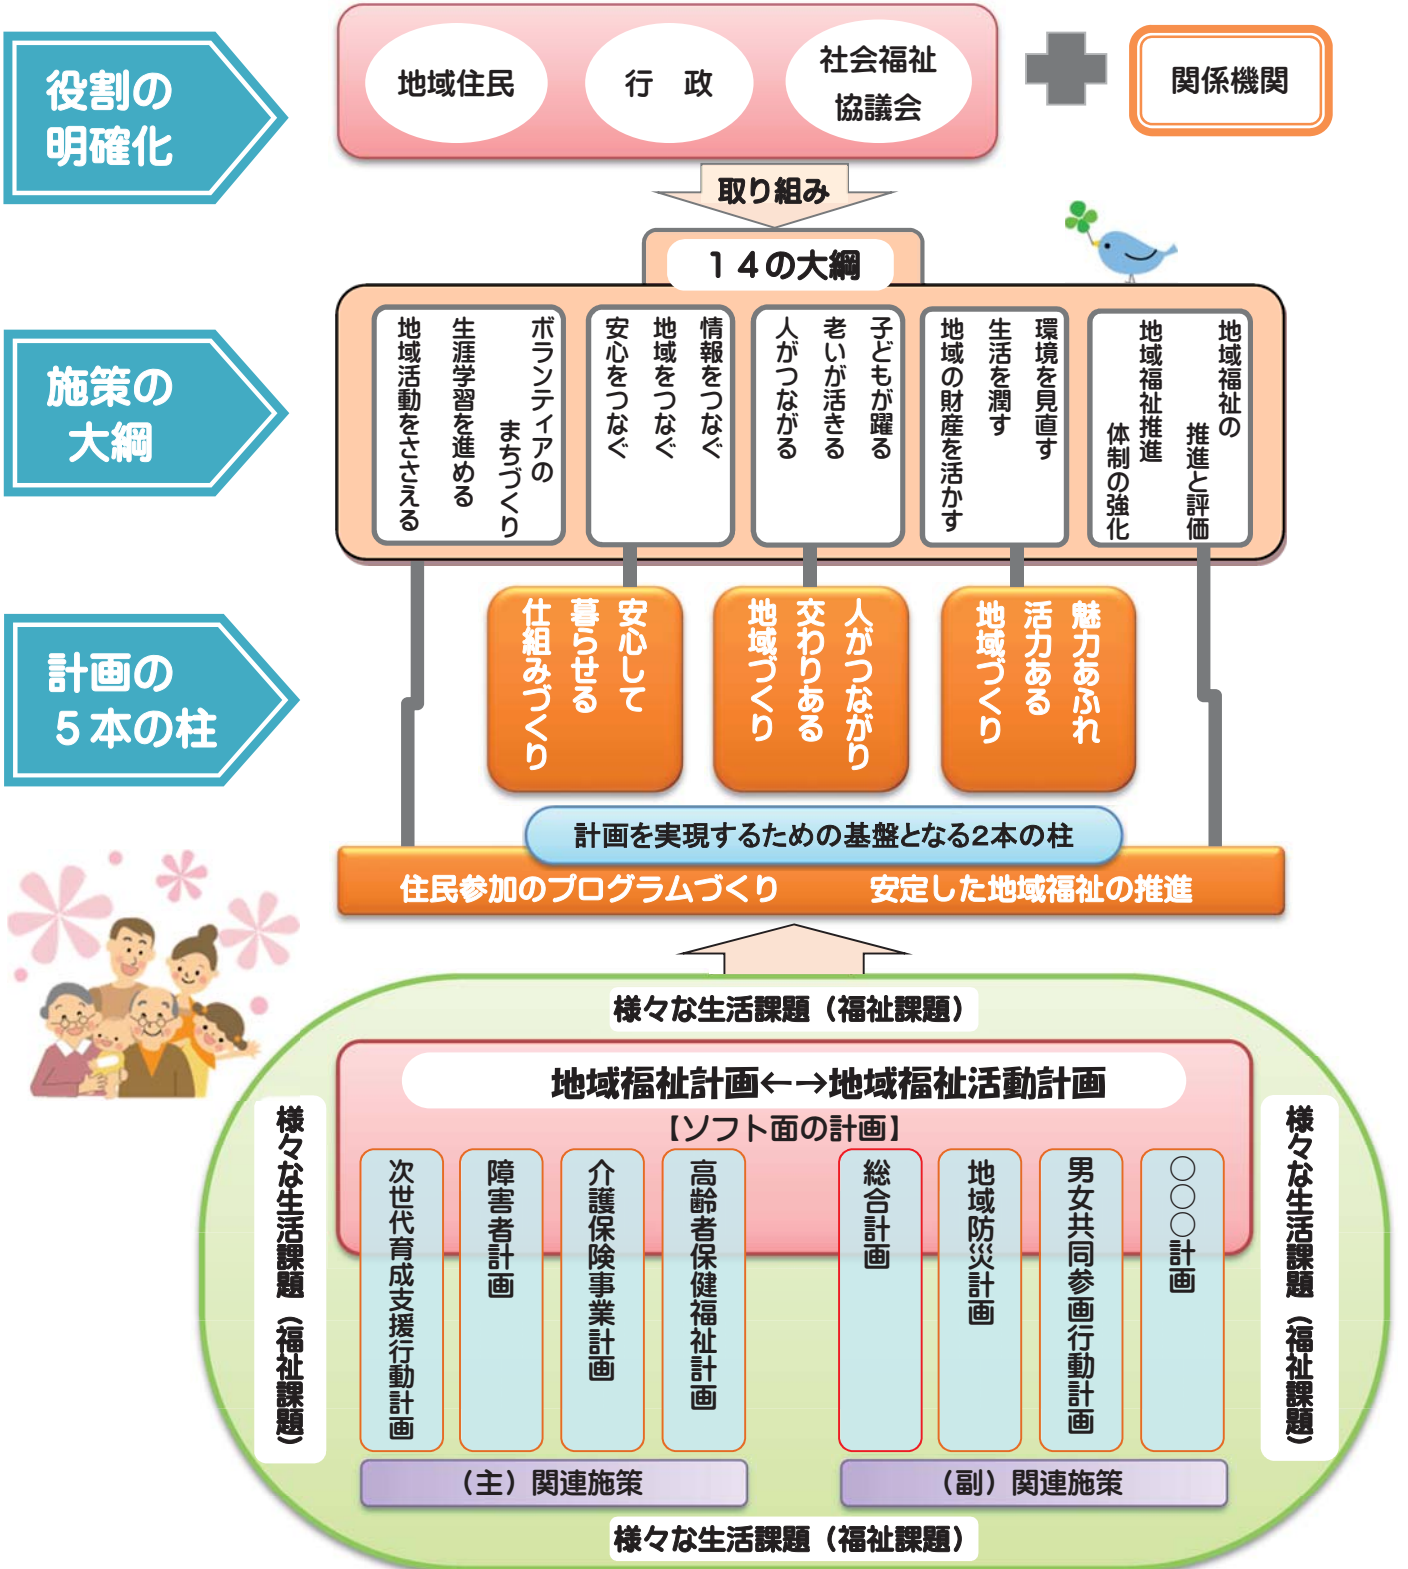 役割の
明確化
地域住民
行　政
社会福祉
協議会
関係機関
取り組み
１４の大綱
施策の
大綱
ボランティアの
まちづくり
生涯学習を進める
地域活動をささえる
情報をつなぐ
地域をつなぐ
安心をつなぐ
子どもが躍る
老いが活きる
人がつながる
環境を見直す
生活を潤す
地域の財産を活かす
地域福祉の
推進と評価
地域福祉推進
体制の強化
計画の
５本の柱
安心して
暮らせる
仕組みづくり
人がつながり
交わりある
地域づくり
魅力あふれ
活力ある
地域づくり
計画を実現するための基盤となる2本の柱
住民参加のプログラムづくり
安定した地域福祉の推進
様々な生活課題（福祉課題）
地域福祉計画←→地域福祉活動計画
【ソフト面の計画】
様々な生活課題（福祉課題）
次世代育成支援行動計画
障害者計画
介護保険事業計画
高齢者保健福祉計画
総合計画
地域防災計画
男女共同参画行動計画
○○○計画
様々な生活課題（福祉課題）
（主）関連施策
（副）関連施策
様々な生活課題（福祉課題）